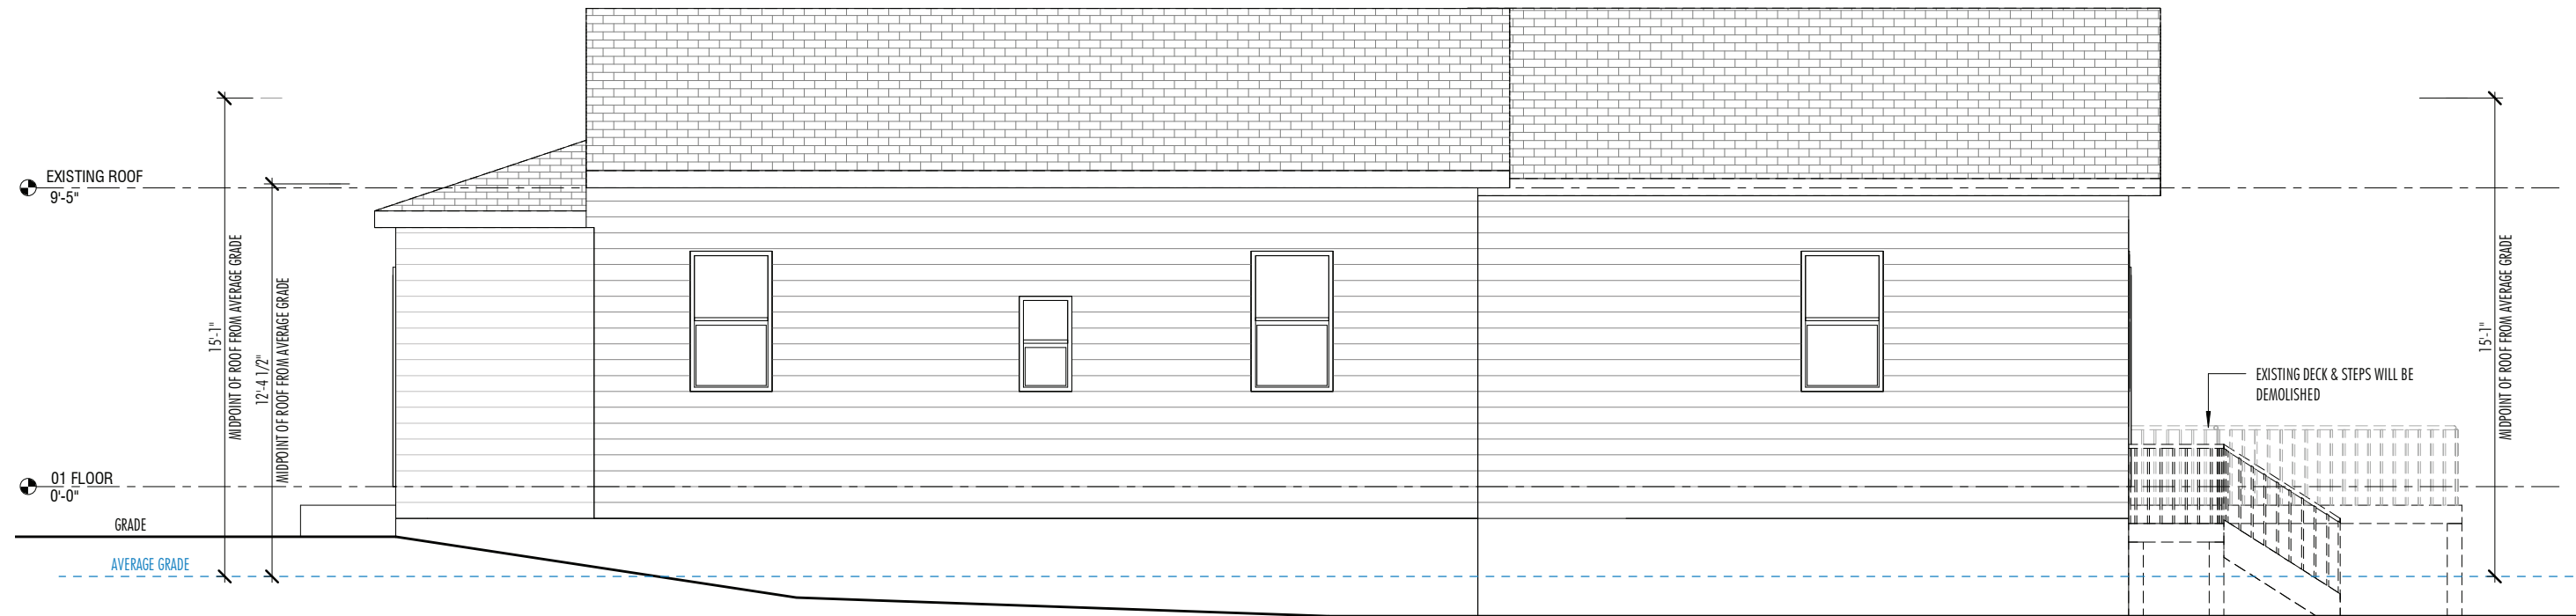 EXISTING ROOF
9'-5"
15'-1"
MIDPOINT OF ROOF FROM AVERAGE GRADE
12'-4 1/2"
MIDPOINT OF ROOF FROM AVERAGE GRADE
01 FLOOR
0'-0"
GRADE
AVERAGE GRADE
EXISTING DECK & STEPS WILL BE
DEMOLISHED
15'-1"
MIDPOINT OF ROOF FROM AVERAGE GRADE